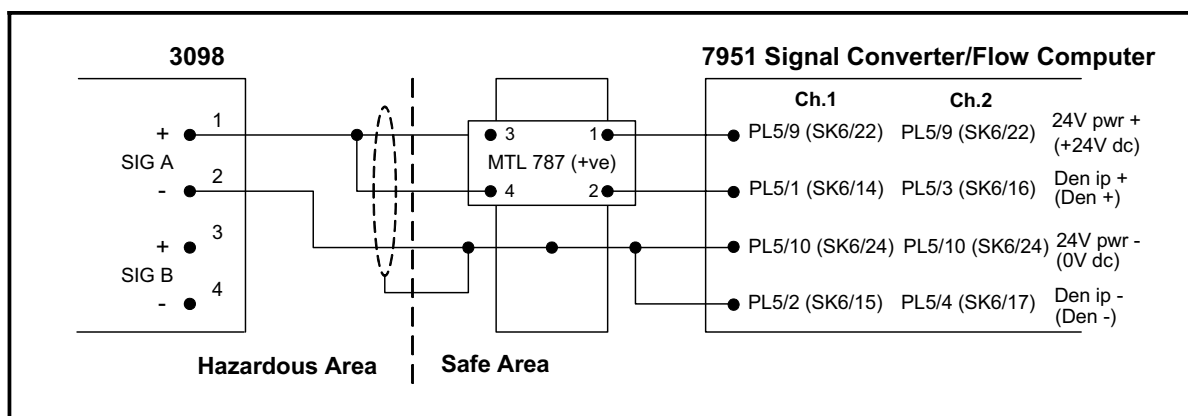 3098
7951 Signal Converter/Flow Computer
Ch.1 Ch.2
+ 1
SIG A
- 2
+ 3
SIG B
- 4
3 1
MTL 787 (+ve)
4 2
PL5/9 (SK6/22) PL5/9 (SK6/22) 24V pwr +
(+24V dc)
PL5/1 (SK6/14) PL5/3 (SK6/16) Den ip +
(Den +)
PL5/10 (SK6/24) PL5/10 (SK6/24) 24V pwr -
(0V dc)
PL5/2 (SK6/15) PL5/4 (SK6/17) Den ip -
(Den -)
Hazardous Area Safe Area